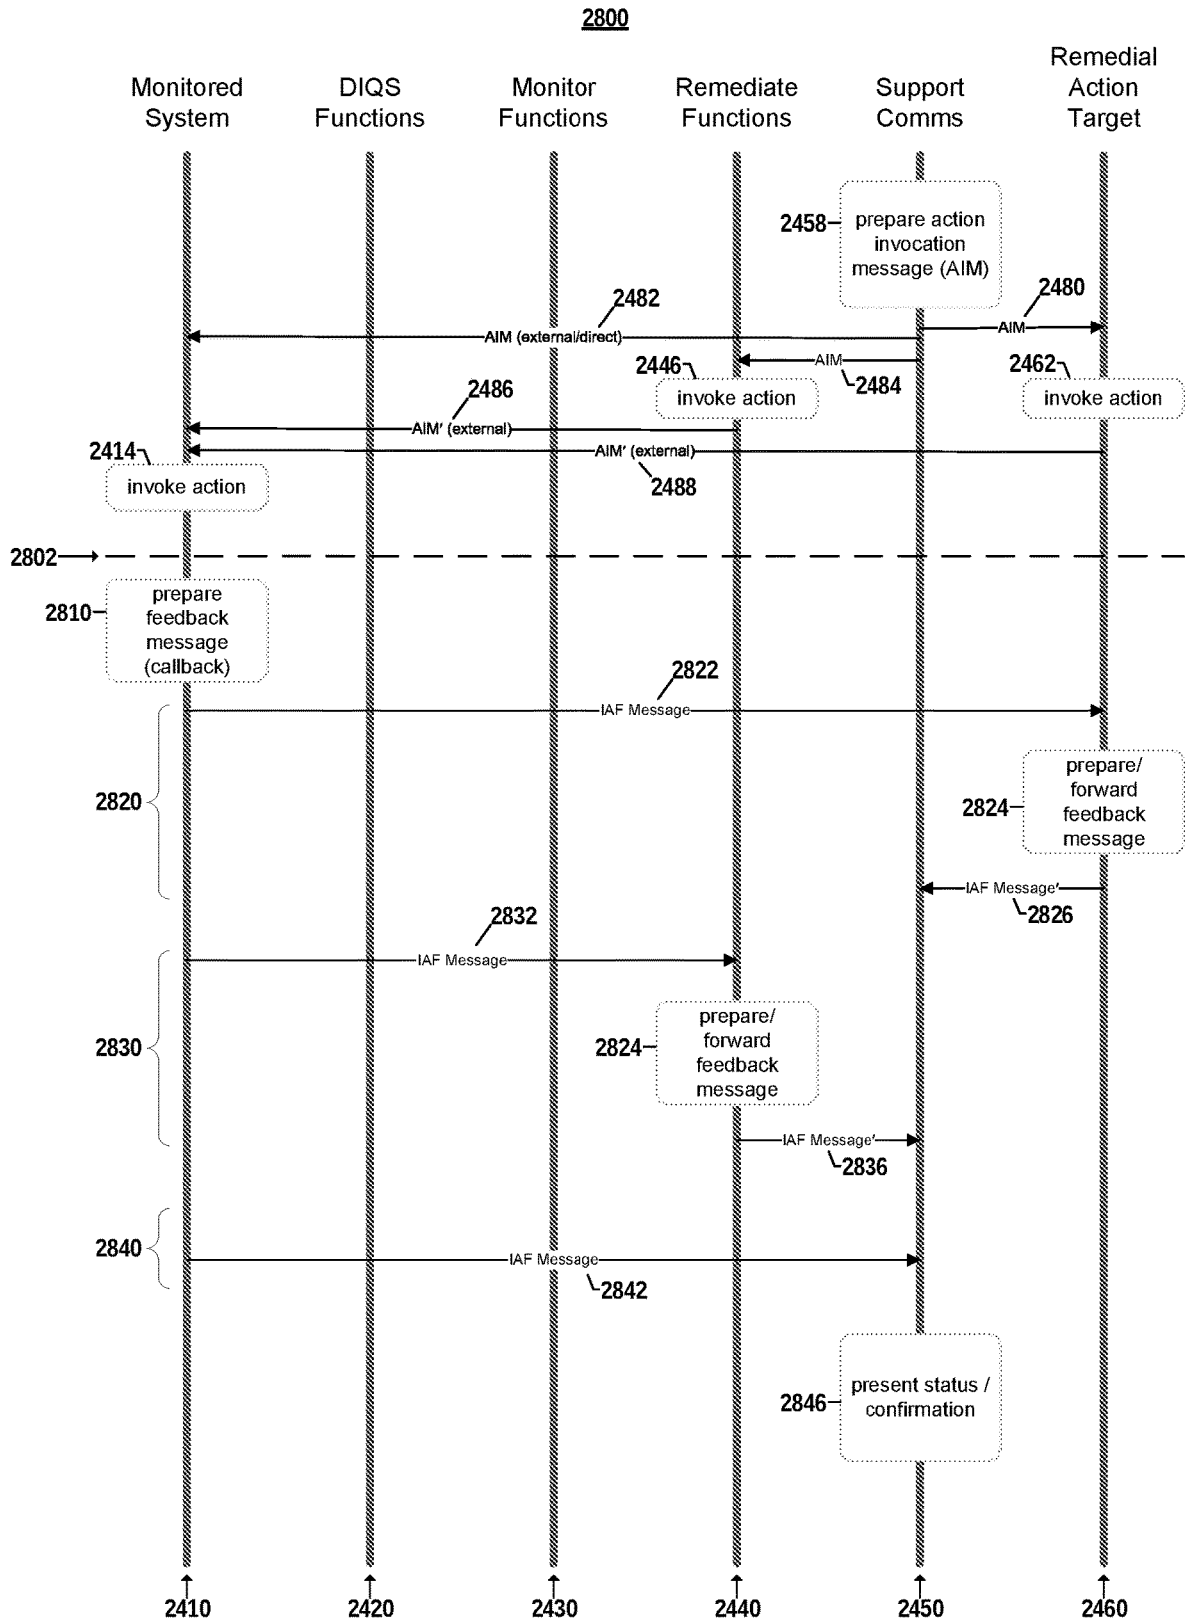 2800
Monitored
System
DIQS
Functions
Monitor
Functions
Remediate
Functions
Support
Comms
Remedial
Action
Target
2458
prepare action
invocation
message (AIM)
2482
2480
AIM (external/direct)
AIM
AIM
2484
2446
invoke action
2462
invoke action
2486
AIM' (external)
AIM' (external)
2488
2414
invoke action
2802
2810
prepare
feedback
message
(callback)
2822
IAF Message
2820
2824
prepare/
forward
feedback
message
IAF Message'
2826
2832
IAF Message
2830
2824
prepare/
forward
feedback
message
IAF Message'
2836
2840
IAF Message
2842
2846
present status /
confirmation
2410
2420
2430
2440
2450
2460